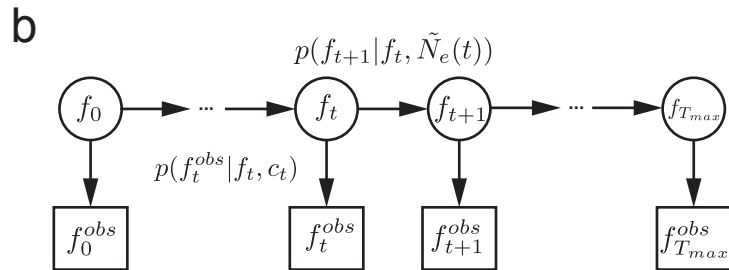 b
p(f_{t+1}|f_t, Ñ_e(t))
f_0 ... f_t f_{t+1} ... f_{T_{max}}
p(f_t^{obs}|f_t, c_t)
f_0^{obs} f_t^{obs} f_{t+1}^{obs} f_{T_{max}}^{obs}